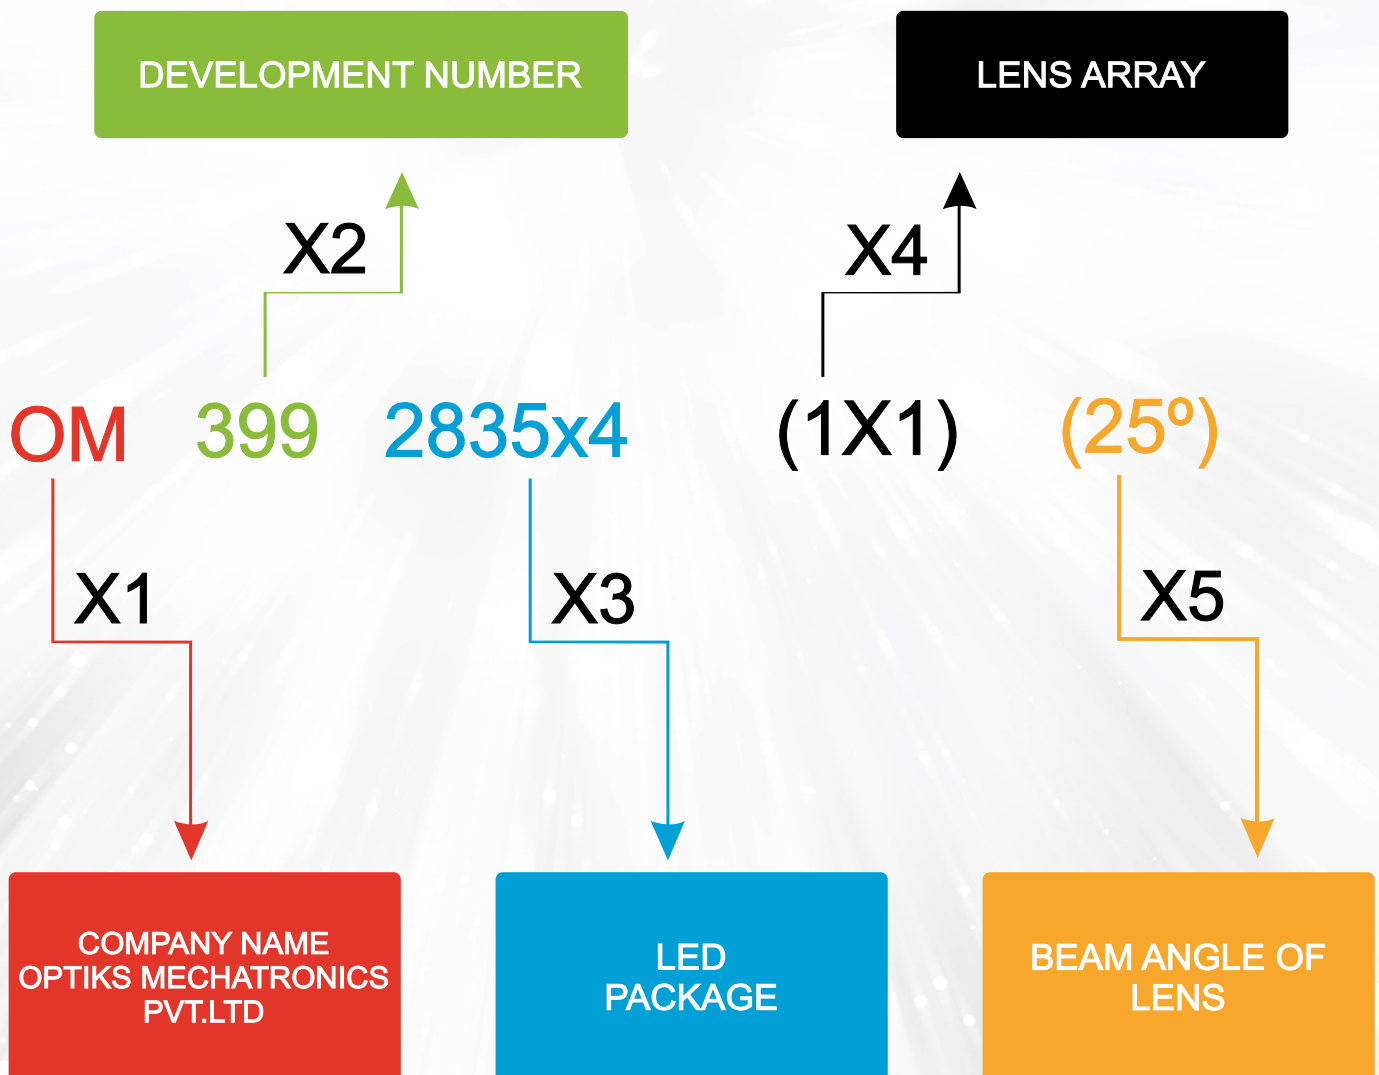 DEVELOPMENT NUMBER
LENS ARRAY
X2
X4
OM 399 2835x4 (1X1) (25º)
X1
X3
X5
COMPANY NAME
OPTIKS MECHATRONICS
PVT.LTD
LED
PACKAGE
BEAM ANGLE OF
LENS